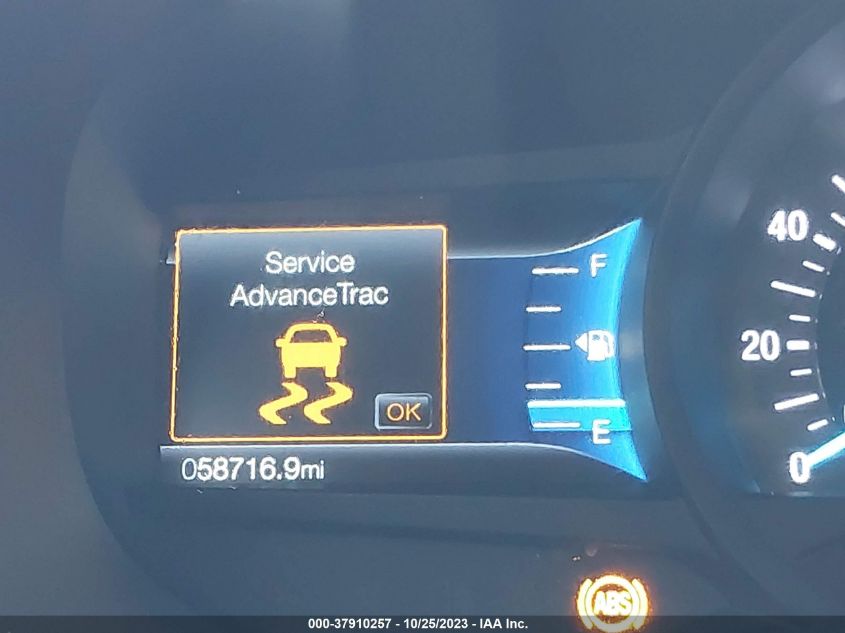 Service
AdvanceTrac
OK
F
E
058716.9mi
40
20
0
ABS
000-37910257 - 10/25/2023 - IAA Inc.